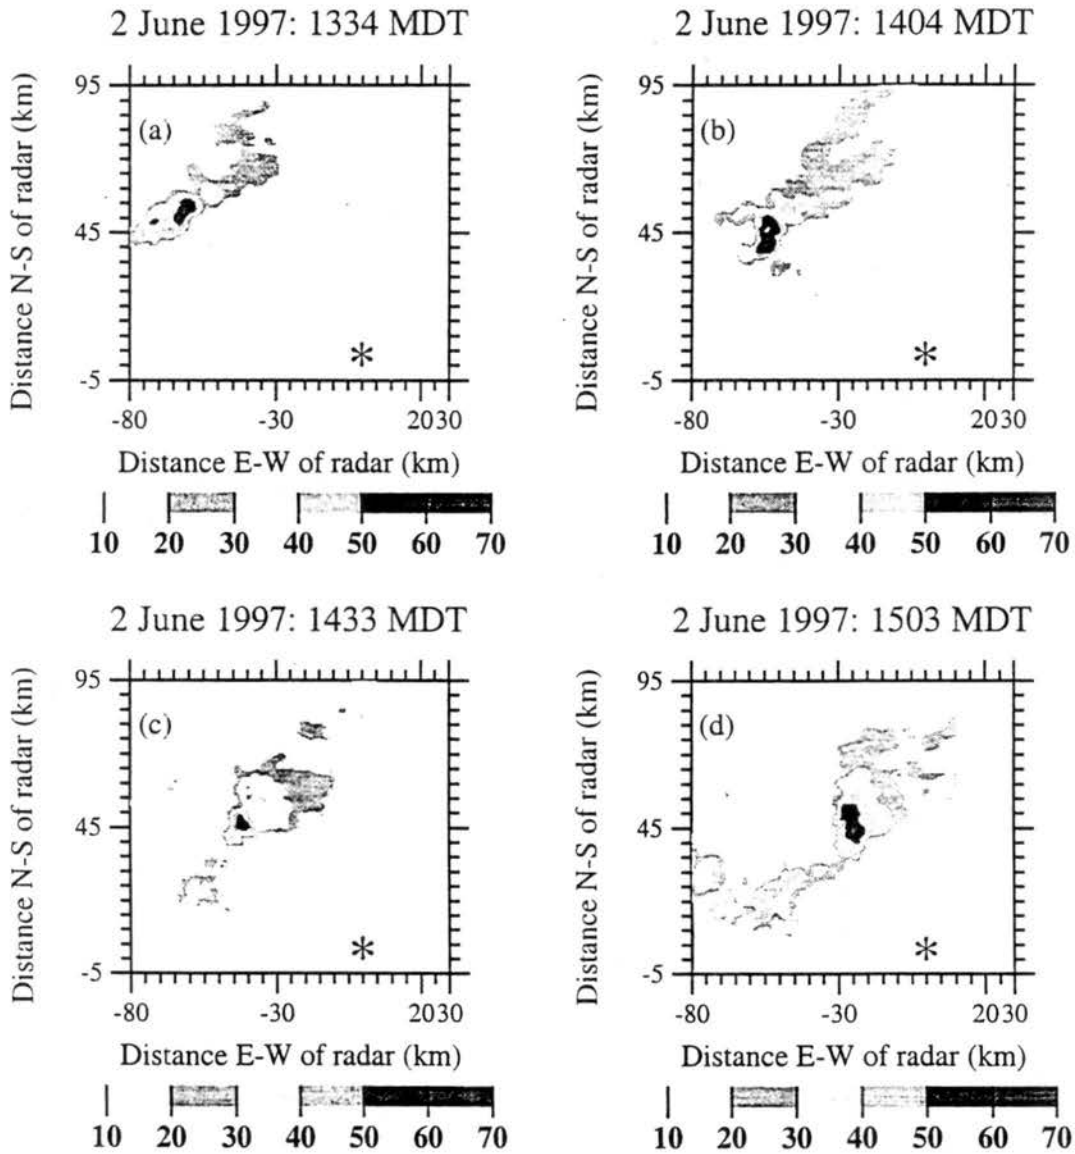 2 June 1997: 1334 MDT
2 June 1997: 1404 MDT
Distance N-S of radar (km)
95
(a)
45
-5
*
-80 -30 2030
Distance E-W of radar (km)
10 20 30 40 50 60 70
Distance N-S of radar (km)
95
(b)
45
-5
*
-80 -30 2030
Distance E-W of radar (km)
10 20 30 40 50 60 70
2 June 1997: 1433 MDT
2 June 1997: 1503 MDT
Distance N-S of radar (km)
95
(c)
45
-5
*
-80 -30 2030
Distance E-W of radar (km)
10 20 30 40 50 60 70
Distance N-S of radar (km)
95
(d)
45
-5
*
-80 -30 2030
Distance E-W of radar (km)
10 20 30 40 50 60 70